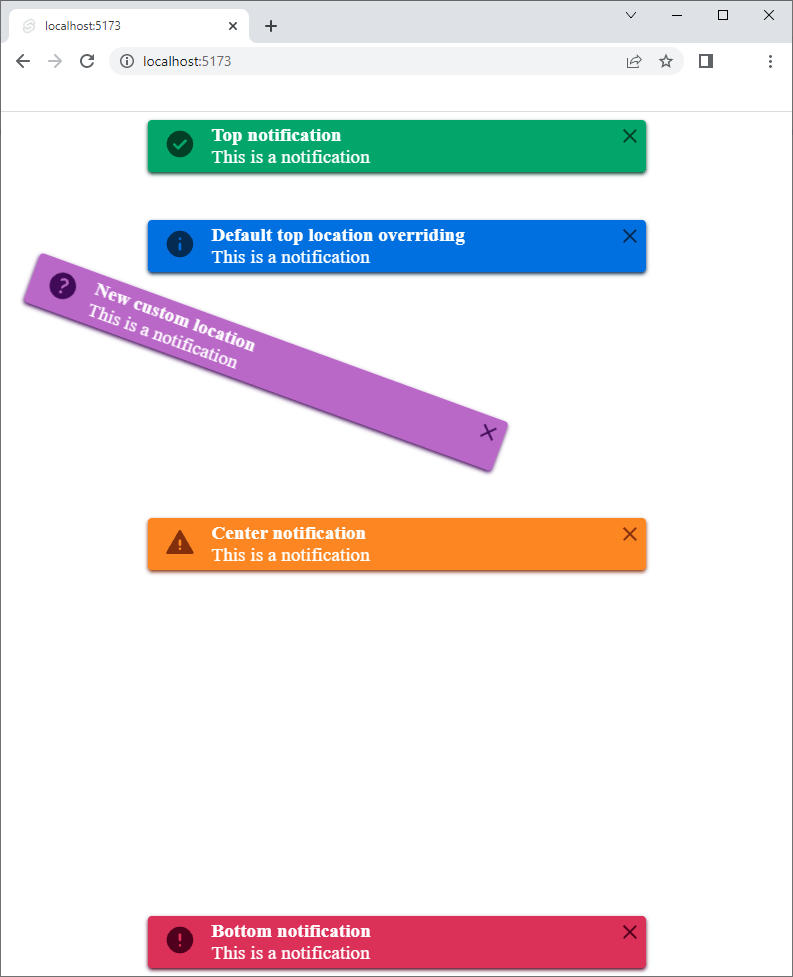 localhost:5173
localhost:5173
Top notification
This is a notification
Default top location overriding
This is a notification
New custom location
This is a notification
Center notification
This is a notification
Bottom notification
This is a notification